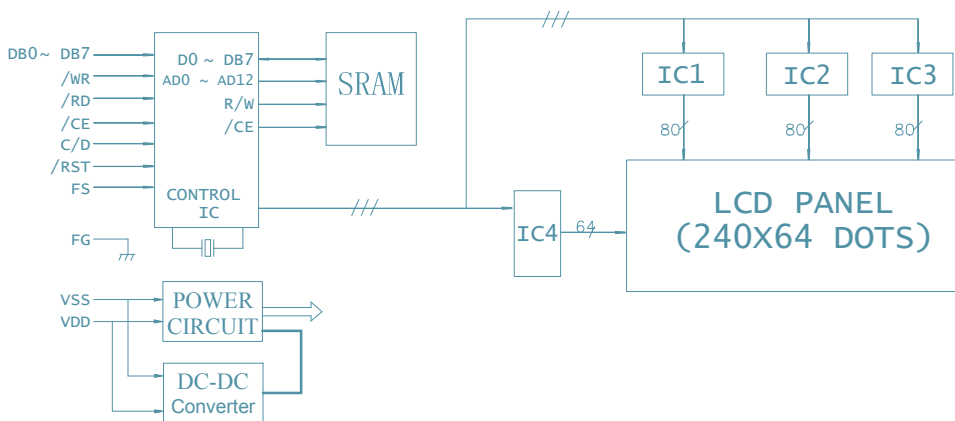 DB0~ DB7
/WR
/RD
/CE
C/D
/RST
FS
FG
VSS
VDD
D0 ~ DB7
AD0 ~ AD12
R/W
/CE
CONTROL
IC
SRAM
POWER
CIRCUIT
DC-DC
Converter
IC1
IC2
IC3
80
80
80
IC4
64
LCD PANEL
(240X64 DOTS)